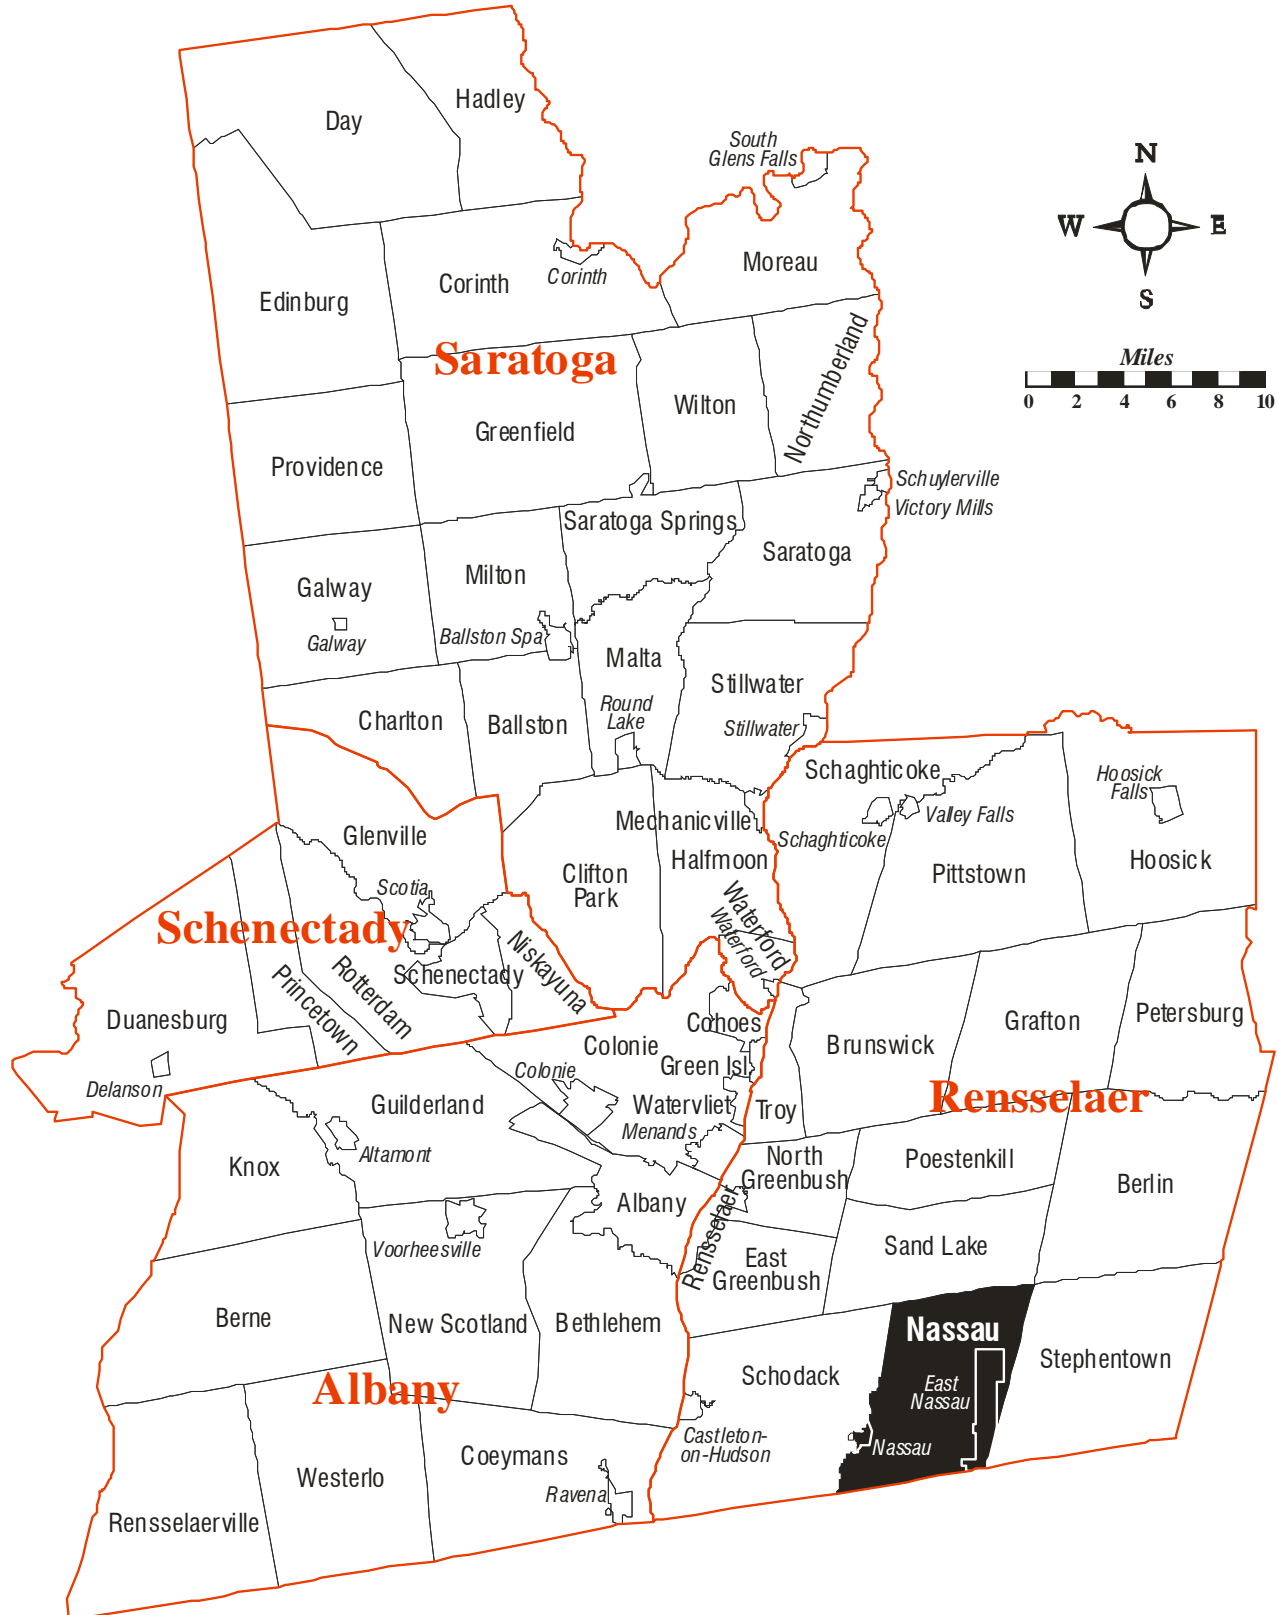 Hadley
Day
South
Glens Falls
N
W
E
S
Moreau
Corinth
Corinth
Edinburg
Saratoga
Northumberland
Miles
0 2 4 6 8 10
Wilton
Greenfield
Providence
Schuylerville
Victory Mills
Saratoga Springs
Saratoga
Milton
Galway
Galway
Ballston Spa
Malta
Stillwater
Round
Lake
Charlton
Ballston
Stillwater
Schaghticoke
Hoosick
Falls
Valley Falls
Mechanicville
Schaghticoke
Glenville
Halfmoon
Hoosick
Clifton
Park
Pittstown
Scotia
Waterford
Waterford
Schenectady
Niskayuna
Schenectady
Rotterdam
Princetown
Duanesburg
Cohoes
Petersburg
Grafton
Brunswick
Colonie
Green Isl.
Colonie
Delanson
Rensselaer
Guilderland
Watervliet
Troy
Menands
Altamont
Knox
North
Greenbush
Poestenkill
Berlin
Albany
Rensselaer
Voorheesville
Sand Lake
East
Greenbush
Berne
New Scotland
Bethlehem
Nassau
Stephentown
Schodack
Albany
East
Nassau
Castleton-
on-Hudson
Nassau
Coeymans
Westerlo
Ravena
Rensselaerville